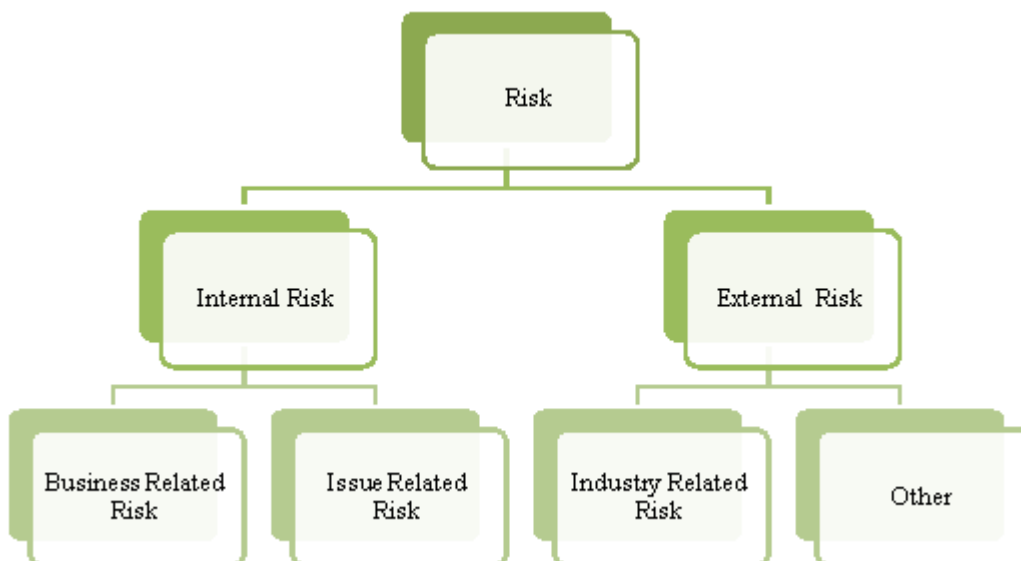 Risk
Internal Risk
External Risk
Business Related
Risk
Issue Related
Risk
Industry Related
Risk
Other